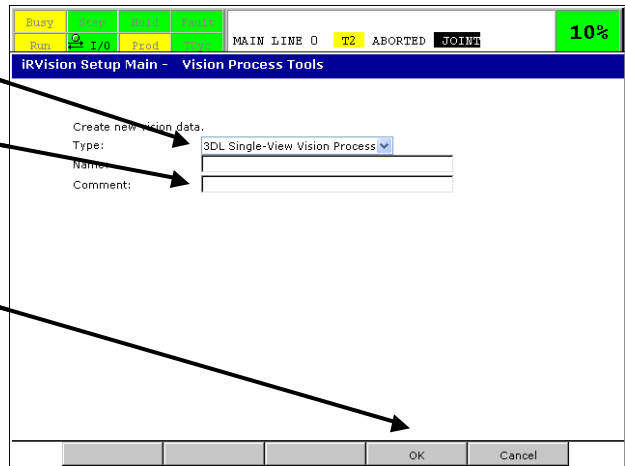 Busy Step Hold Fault
Run I/O Prod TCyc MAIN LINE 0 T2 ABORTED JOINT 10%
iRVision Setup Main - Vision Process Tools
Create new vision data.
Type: 3DL Single-View Vision Process
Name:
Comment:
OK Cancel